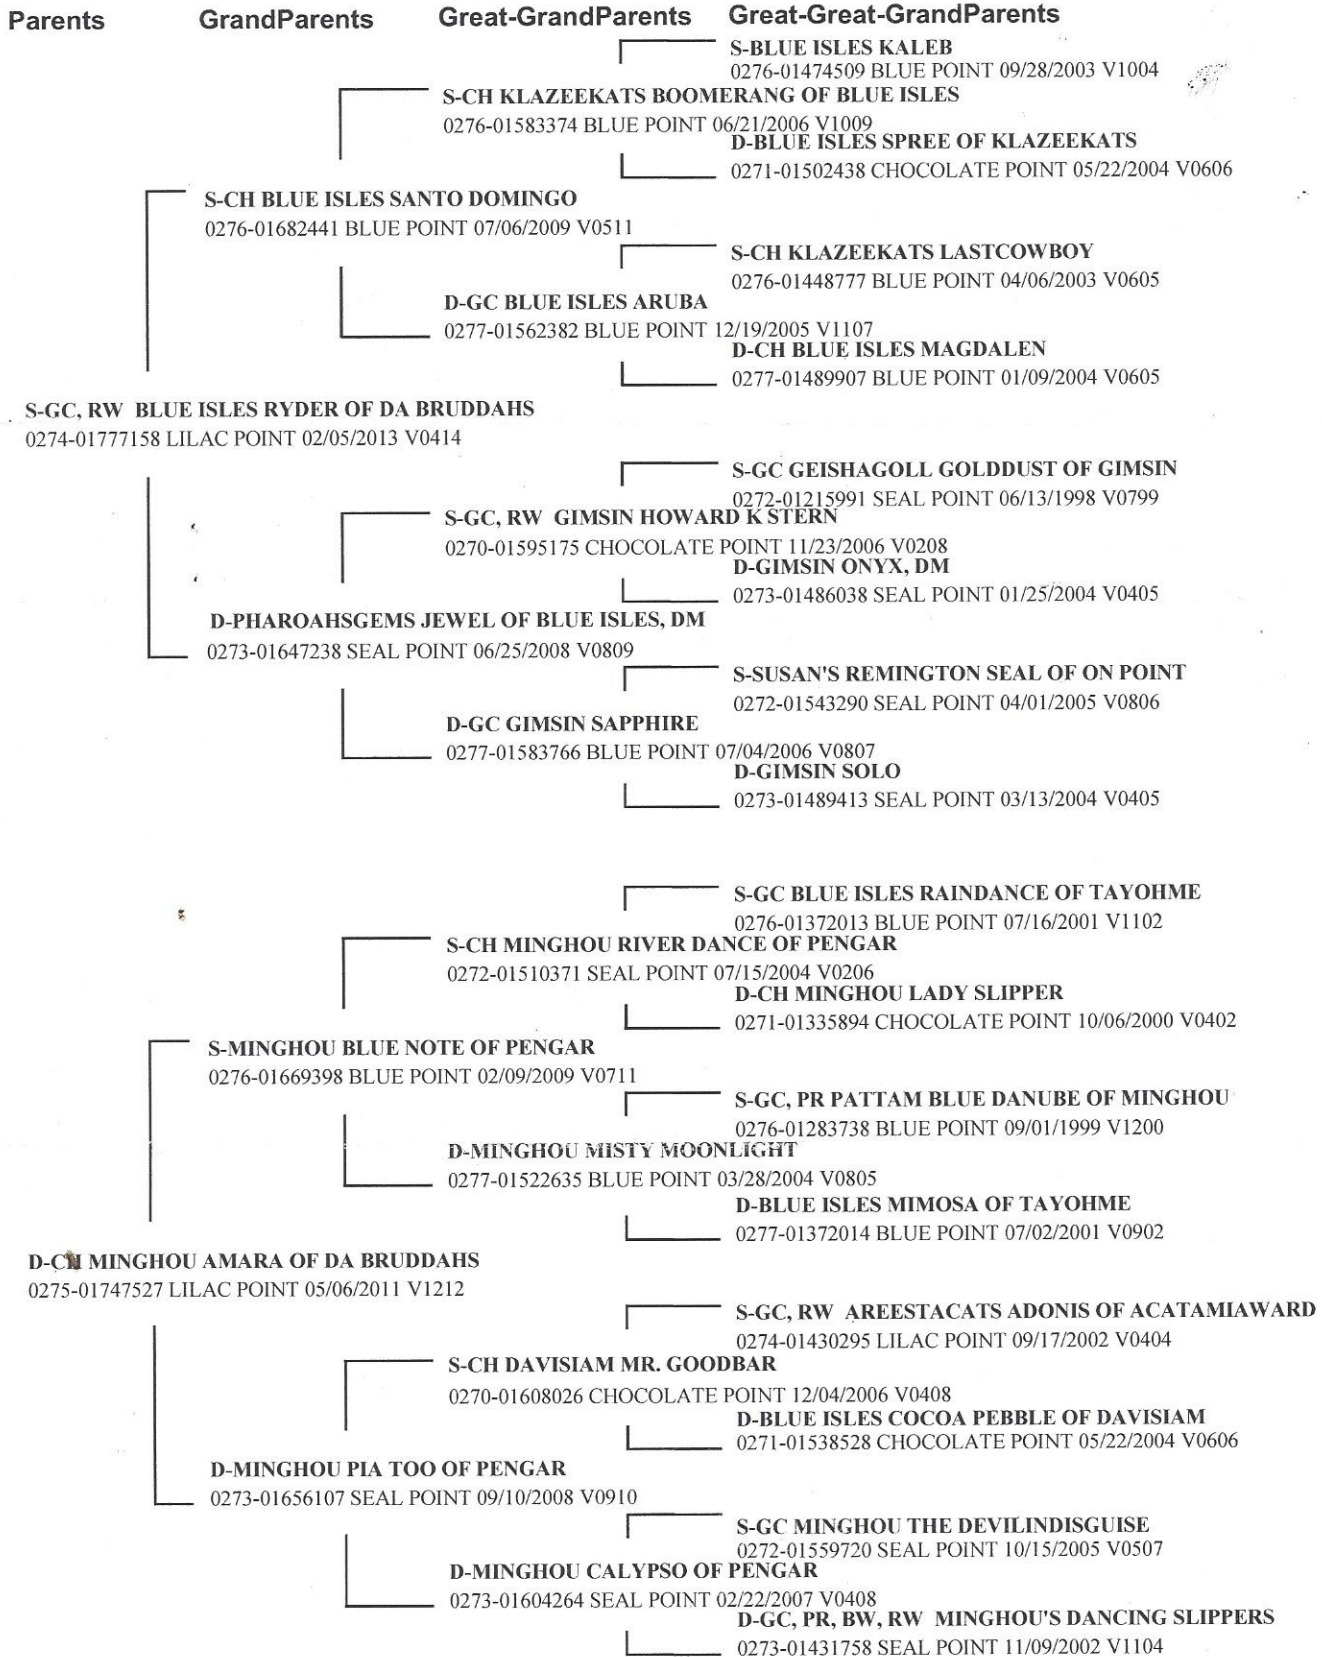 Parents GrandParents Great-GrandParents Great-Great-GrandParents
S-BLUE ISLES KALEB
0276-01474509 BLUE POINT 09/28/2003 V1004
S-CH KLAZEEKATS BOOMERANG OF BLUE ISLES
0276-01583374 BLUE POINT 06/21/2006 V1009
D-BLUE ISLES SPREE OF KLAZEEKATS
0271-01502438 CHOCOLATE POINT 05/22/2004 V0606
S-CH BLUE ISLES SANTO DOMINGO
0276-01682441 BLUE POINT 07/06/2009 V0511
S-CH KLAZEEKATS LASTCOWBOY
0276-01448777 BLUE POINT 04/06/2003 V0605
D-GC BLUE ISLES ARUBA
0277-01562382 BLUE POINT 12/19/2005 V1107
D-CH BLUE ISLES MAGDALEN
0277-01489907 BLUE POINT 01/09/2004 V0605
S-GC, RW BLUE ISLES RYDER OF DA BRUDDAHS
0274-01777158 LILAC POINT 02/05/2013 V0414
S-GC GEISHAGOLL GOLDDUST OF GIMSIN
0272-01215991 SEAL POINT 06/13/1998 V0799
S-GC, RW GIMSIN HOWARD K STERN
0270-01595175 CHOCOLATE POINT 11/23/2006 V0208
D-GIMSIN ONYX, DM
0273-01486038 SEAL POINT 01/25/2004 V0405
D-PHAROAHSGEMS JEWEL OF BLUE ISLES, DM
0273-01647238 SEAL POINT 06/25/2008 V0809
S-SUSAN'S REMINGTON SEAL OF ON POINT
0272-01543290 SEAL POINT 04/01/2005 V0806
D-GC GIMSIN SAPPHIRE
0277-01583766 BLUE POINT 07/04/2006 V0807
D-GIMSIN SOLO
0273-01489413 SEAL POINT 03/13/2004 V0405
S-GC BLUE ISLES RAINDANCE OF TAYOHME
0276-01372013 BLUE POINT 07/16/2001 V1102
S-CH MINGHOU RIVER DANCE OF PENGAR
0272-01510371 SEAL POINT 07/15/2004 V0206
D-CH MINGHOU LADY SLIPPER
0271-01335894 CHOCOLATE POINT 10/06/2000 V0402
S-MINGHOU BLUE NOTE OF PENGAR
0276-01669398 BLUE POINT 02/09/2009 V0711
S-GC, PR PATTAM BLUE DANUBE OF MINGHOU
0276-01283738 BLUE POINT 09/01/1999 V1200
D-MINGHOU MISTY MOONLIGHT
0277-01522635 BLUE POINT 03/28/2004 V0805
D-BLUE ISLES MIMOSA OF TAYOHME
0277-01372014 BLUE POINT 07/02/2001 V0902
D-CH MINGHOU AMARA OF DA BRUDDAHS
0275-01747527 LILAC POINT 05/06/2011 V1212
S-GC, RW AREESTACATS ADONIS OF ACATAMIAWARD
0274-01430295 LILAC POINT 09/17/2002 V0404
S-CH DAVISIAM MR. GOODBAR
0270-01608026 CHOCOLATE POINT 12/04/2006 V0408
D-BLUE ISLES COCOA PEBBLE OF DAVISIAM
0271-01538528 CHOCOLATE POINT 05/22/2004 V0606
D-MINGHOU PIA TOO OF PENGAR
0273-01656107 SEAL POINT 09/10/2008 V0910
S-GC MINGHOU THE DEVILINDISGUISE
0272-01559720 SEAL POINT 10/15/2005 V0507
D-MINGHOU CALYPSO OF PENGAR
0273-01604264 SEAL POINT 02/22/2007 V0408
D-GC, PR, BW, RW MINGHOU'S DANCING SLIPPERS
0273-01431758 SEAL POINT 11/09/2002 V1104